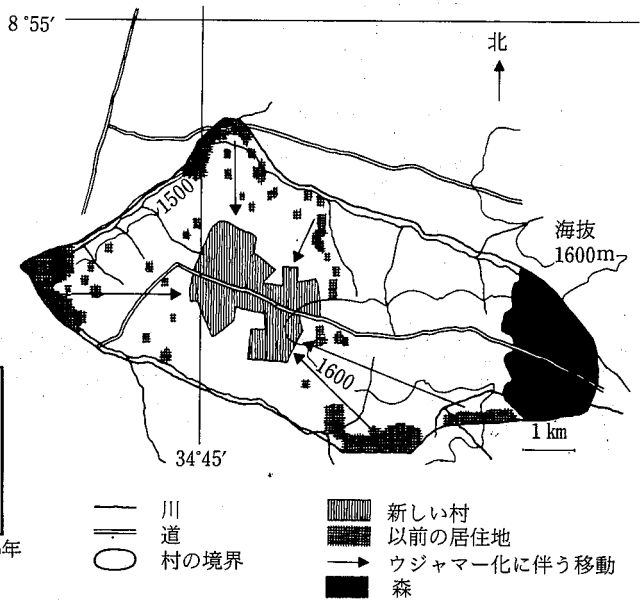 8°55′
北
1500
海抜
1600m
1600
1km
34°45′
川
道
村の境界
新しい村
以前の居住地
ウジャマー化に伴う移動
森
年